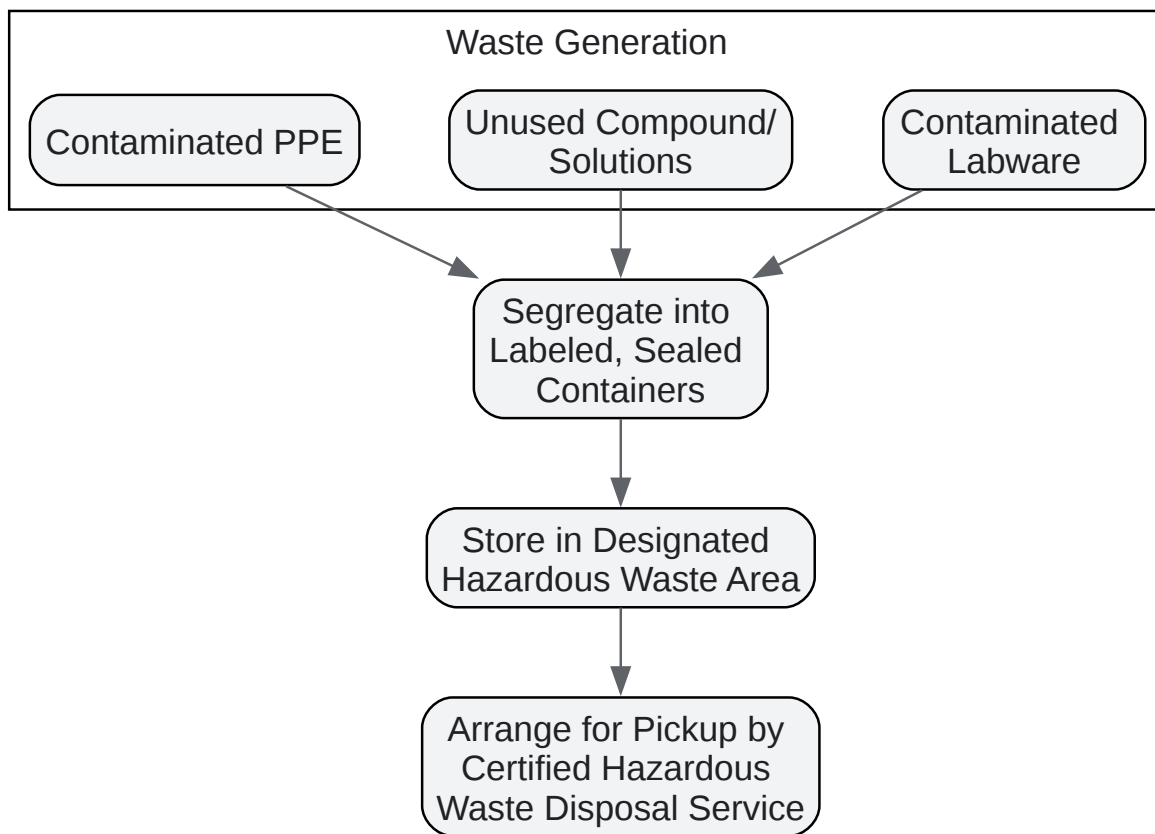 Waste Generation
Contaminated PPE
Unused Compound/
Solutions
Contaminated
Labware
Segregate into
Labeled, Sealed
Containers
Store in Designated
Hazardous Waste Area
Arrange for Pickup by
Certified Hazardous
Waste Disposal Service